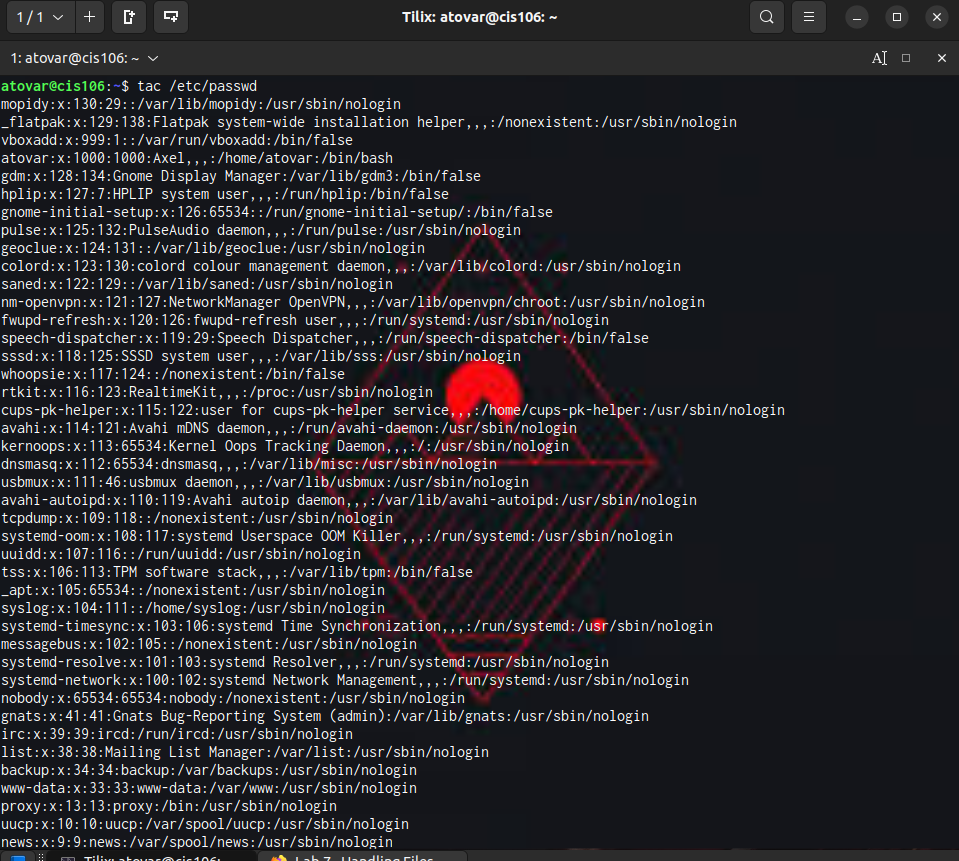 1 / 1
Tilix: atovar@cis106: ~
1: atovar@cis106: ~
atovar@cis106:~$ tac /etc/passwd
mopidy:x:130:29::/var/lib/mopidy:/usr/sbin/nologin
_flatpak:x:129:138:Flatpak system-wide installation helper,,,:/nonexistent:/usr/sbin/nologin
vboxadd:x:999:1::/var/run/vboxadd:/bin/false
atovar:x:1000:1000:Axel,,,:/home/atovar:/bin/bash
gdm:x:128:134:Gnome Display Manager:/var/lib/gdm3:/bin/false
hplip:x:127:7:HPLIP system user,,,:/run/hplip:/bin/false
gnome-initial-setup:x:126:65534::/run/gnome-initial-setup/:/bin/false
pulse:x:125:132:PulseAudio daemon,,,:/run/pulse:/usr/sbin/nologin
geoclue:x:124:131::/var/lib/geoclue:/usr/sbin/nologin
colord:x:123:130:colord colour management daemon,,,:/var/lib/colord:/usr/sbin/nologin
saned:x:122:129::/var/lib/saned:/usr/sbin/nologin
nm-openvpn:x:121:127:NetworkManager OpenVPN,,,:/var/lib/openvpn/chroot:/usr/sbin/nologin
fwupd-refresh:x:120:126:fwupd-refresh user,,,:/run/systemd:/usr/sbin/nologin
speech-dispatcher:x:119:29:Speech Dispatcher,,,:/run/speech-dispatcher:/bin/false
sssd:x:118:125:SSSD system user,,,:/var/lib/sss:/usr/sbin/nologin
whoopsie:x:117:124::/nonexistent:/bin/false
rtkit:x:116:123:RealtimeKit,,,:/proc:/usr/sbin/nologin
cups-pk-helper:x:115:122:user for cups-pk-helper service,,,:/home/cups-pk-helper:/usr/sbin/nologin
avahi:x:114:121:Avahi mDNS daemon,,,:/run/avahi-daemon:/usr/sbin/nologin
kernoops:x:113:65534:Kernel Oops Tracking Daemon,,,:/:/usr/sbin/nologin
dnsmasq:x:112:65534:dnsmasq,,,:/var/lib/misc:/usr/sbin/nologin
usbmux:x:111:46:usbmux daemon,,,:/var/lib/usbmux:/usr/sbin/nologin
avahi-autoipd:x:110:119:Avahi autoip daemon,,,:/var/lib/avahi-autoipd:/usr/sbin/nologin
tcpdump:x:109:118::/nonexistent:/usr/sbin/nologin
systemd-oom:x:108:117:systemd Userspace OOM Killer,,,:/run/systemd:/usr/sbin/nologin
uuidd:x:107:116::/run/uuidd:/usr/sbin/nologin
tss:x:106:113:TPM software stack,,,:/var/lib/tpm:/bin/false
_apt:x:105:65534::/nonexistent:/usr/sbin/nologin
syslog:x:104:111::/home/syslog:/usr/sbin/nologin
systemd-timesync:x:103:106:systemd Time Synchronization,,,:/run/systemd:/usr/sbin/nologin
messagebus:x:102:105::/nonexistent:/usr/sbin/nologin
systemd-resolve:x:101:103:systemd Resolver,,,:/run/systemd:/usr/sbin/nologin
systemd-network:x:100:102:systemd Network Management,,,:/run/systemd:/usr/sbin/nologin
nobody:x:65534:65534:nobody:/nonexistent:/usr/sbin/nologin
gnats:x:41:41:Gnats Bug-Reporting System (admin):/var/lib/gnats:/usr/sbin/nologin
irc:x:39:39:ircd:/run/ircd:/usr/sbin/nologin
list:x:38:38:Mailing List Manager:/var/list:/usr/sbin/nologin
backup:x:34:34:backup:/var/backups:/usr/sbin/nologin
www-data:x:33:33:www-data:/var/www:/usr/sbin/nologin
proxy:x:13:13:proxy:/bin:/usr/sbin/nologin
uucp:x:10:10:uucp:/var/spool/uucp:/usr/sbin/nologin
news:x:9:9:news:/var/spool/news:/usr/sbin/nologin
Tilix: atovar@cis106:
Lab 7 - Handling Files